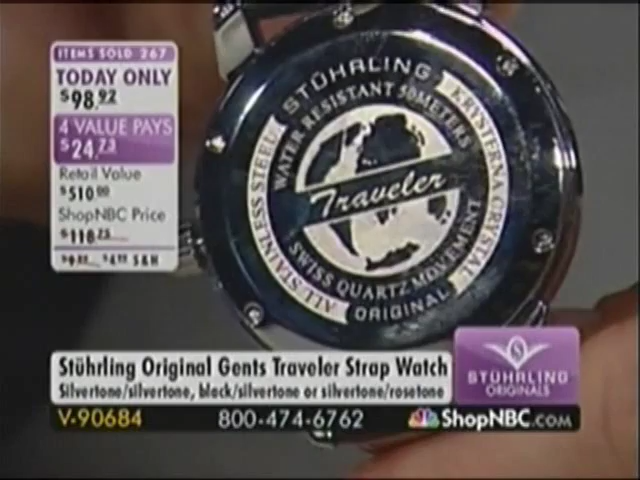 ITEMS SOLD 267
TODAY ONLY
$98.92
4 VALUE PAYS
$24.73
Retail Value
$510.00
ShopNBC Price
$118.25
S&H
STÜHRLING
WATER RESISTANT 50METERS
KRYSTERNA CRYSTAL
ALL STAINLESS STEEL
Traveler
SWISS QUARTZ MOVEMENT
ORIGINAL
Stührling Original Gents Traveler Strap Watch
Silvertone/silvertone, black/silvertone or silvertone/rosetone
S
STÜHRLING
ORIGINALS
V-90684 800-474-6762 ShopNBC.COM